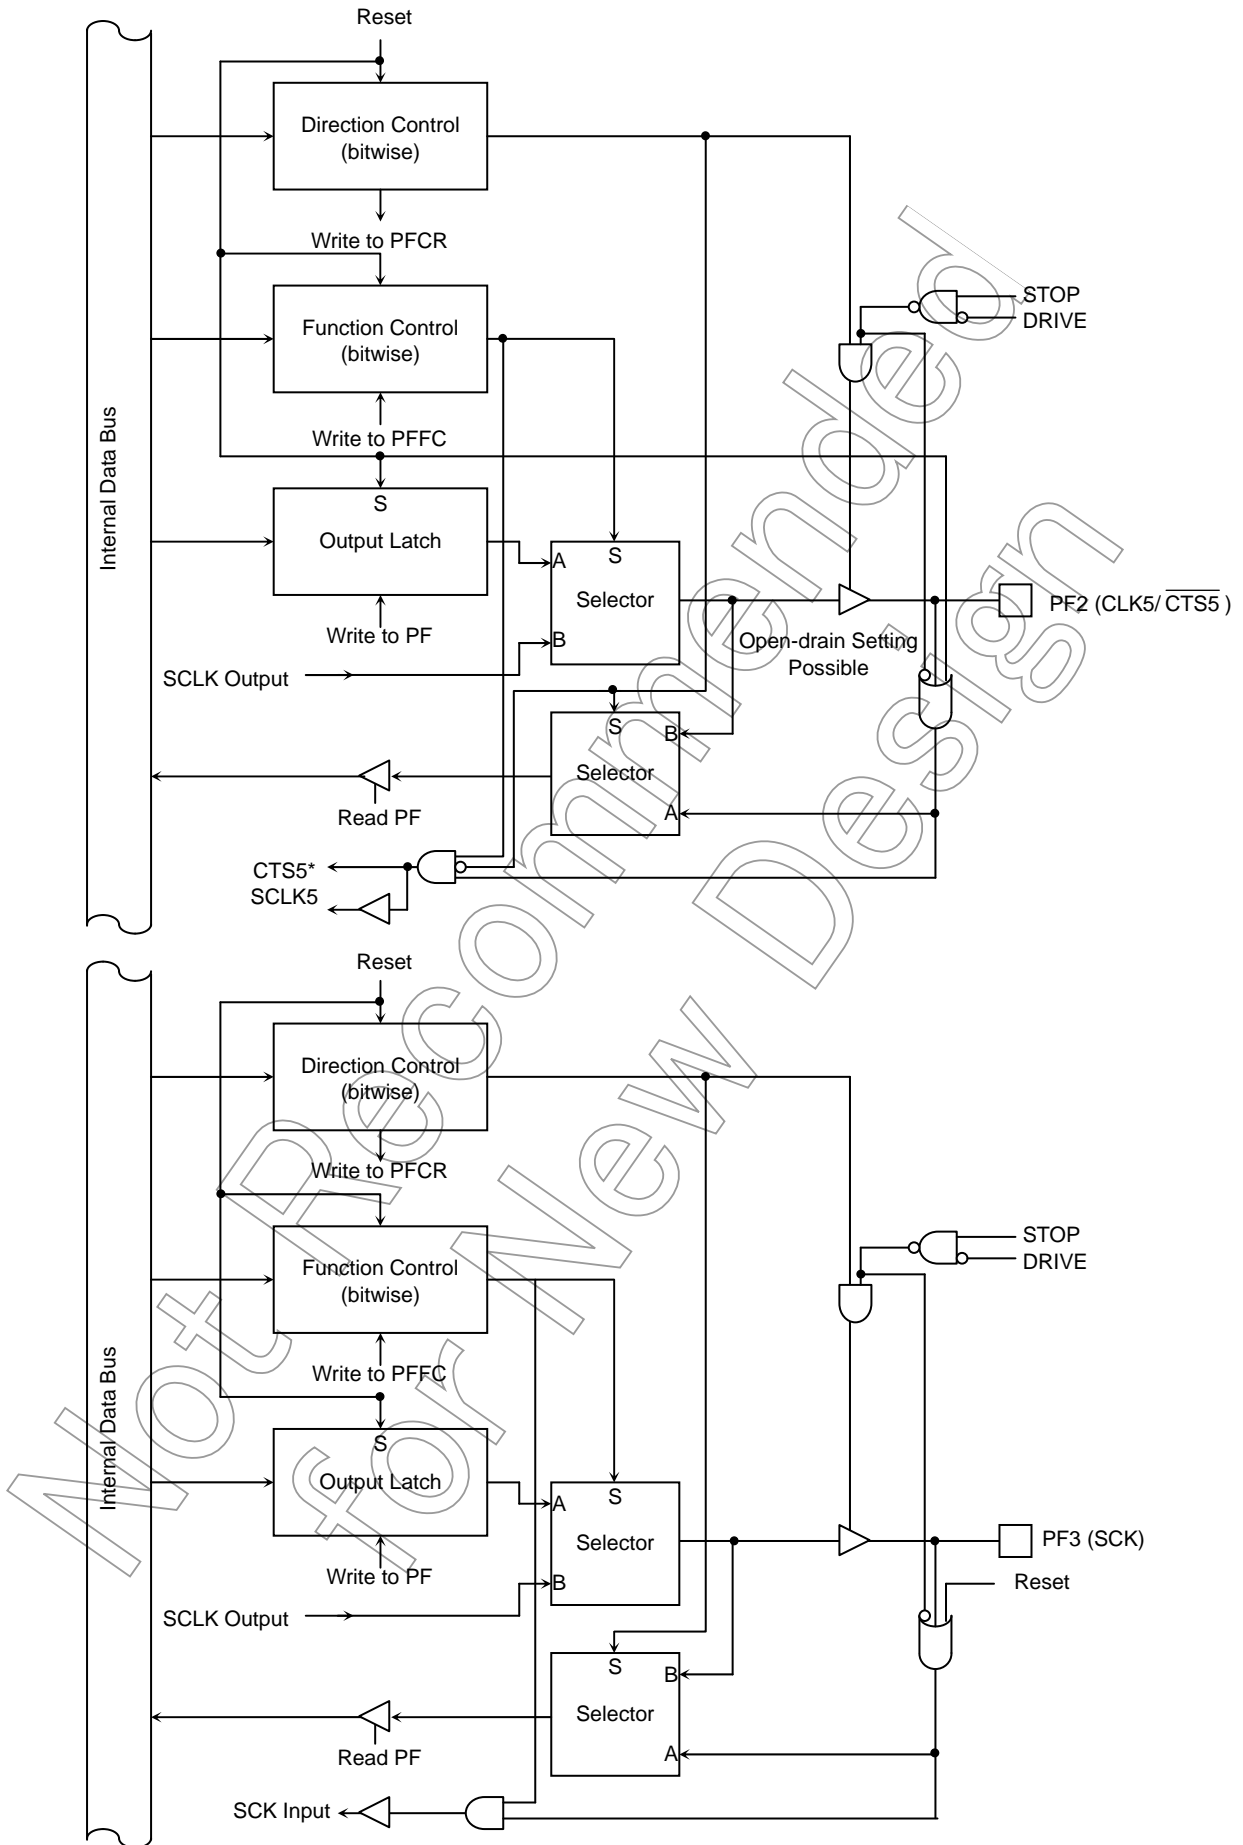 Reset
Direction Control
(bitwise)
Write to PFCR
STOP
DRIVE
Function Control
(bitwise)
Write to PFFC
Internal Data Bus
S
Output Latch
A
S
Selector
B
PF2 (CLK5/ CTS5 )
Open-drain Setting
Possible
Write to PF
SCLK Output
S
B
Selector
A
Read PF
CTS5*
SCLK5
Reset
Direction Control
(bitwise)
Write to PFCR
STOP
DRIVE
Function Control
(bitwise)
Write to PFFC
Internal Data Bus
S
Output Latch
A
S
Selector
B
PF3 (SCK)
Reset
Write to PF
SCLK Output
S
B
Selector
A
Read PF
SCK Input
Not Recommended
for New Design